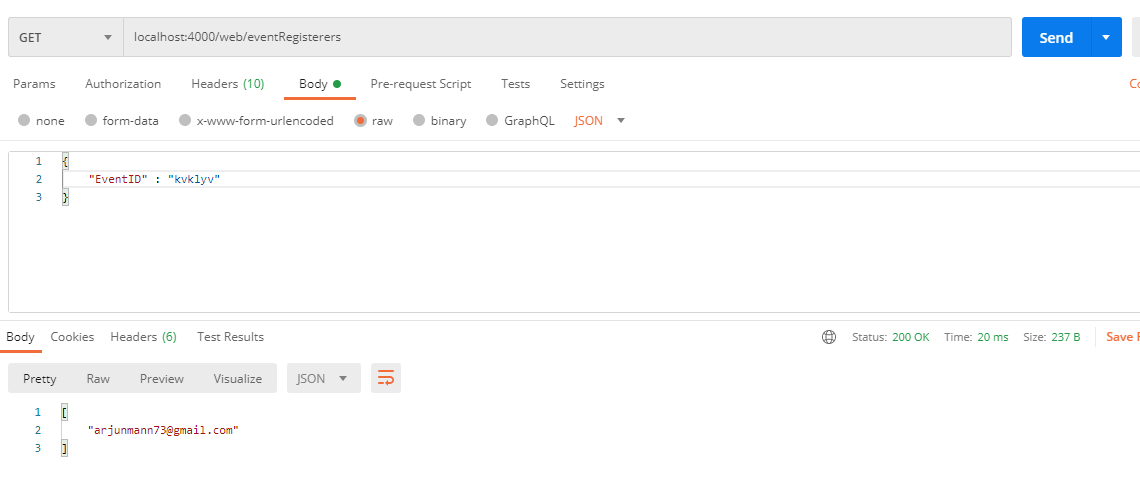 GET localhost:4000/web/eventRegisterers Send
Params Authorization Headers (10) Body Pre-request Script Tests Settings Co
none form-data x-www-form-urlencoded raw binary GraphQL JSON
1 {
2 "EventID" : "kvklyv"
3 }
Body Cookies Headers (6) Test Results Status: 200 OK Time: 20 ms Size: 237 B Save R
Pretty Raw Preview Visualize JSON
1 [
2 "arjunmann73@gmail.com"
3 ]